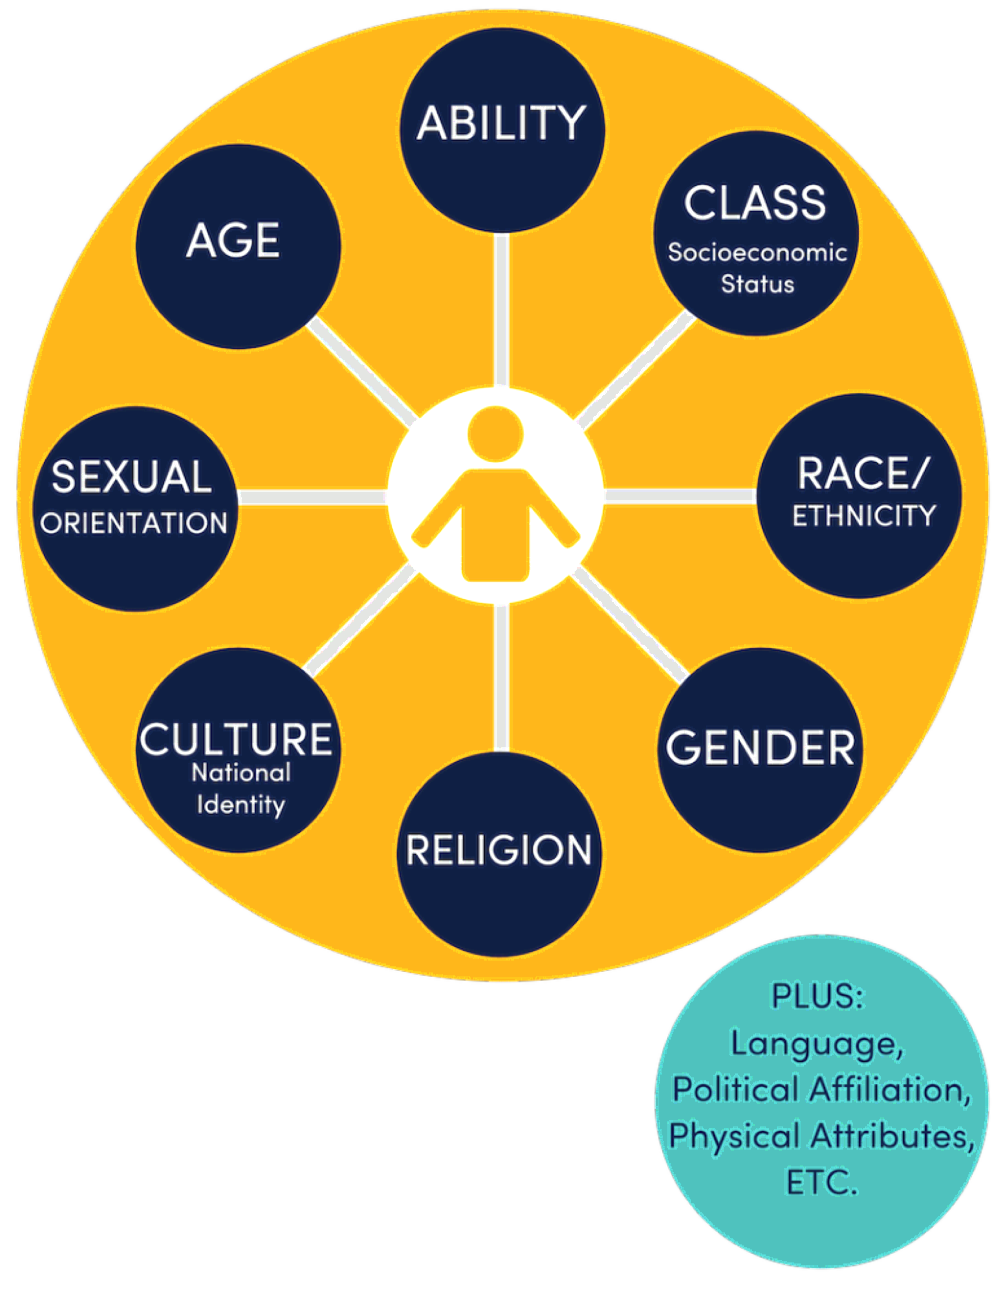 ABILITY
CLASS
Socioeconomic
Status
RACE/
ETHNICITY
GENDER
RELIGION
CULTURE
National
Identity
SEXUAL
ORIENTATION
AGE
PLUS:
Language,
Political Affiliation,
Physical Attributes,
ETC.